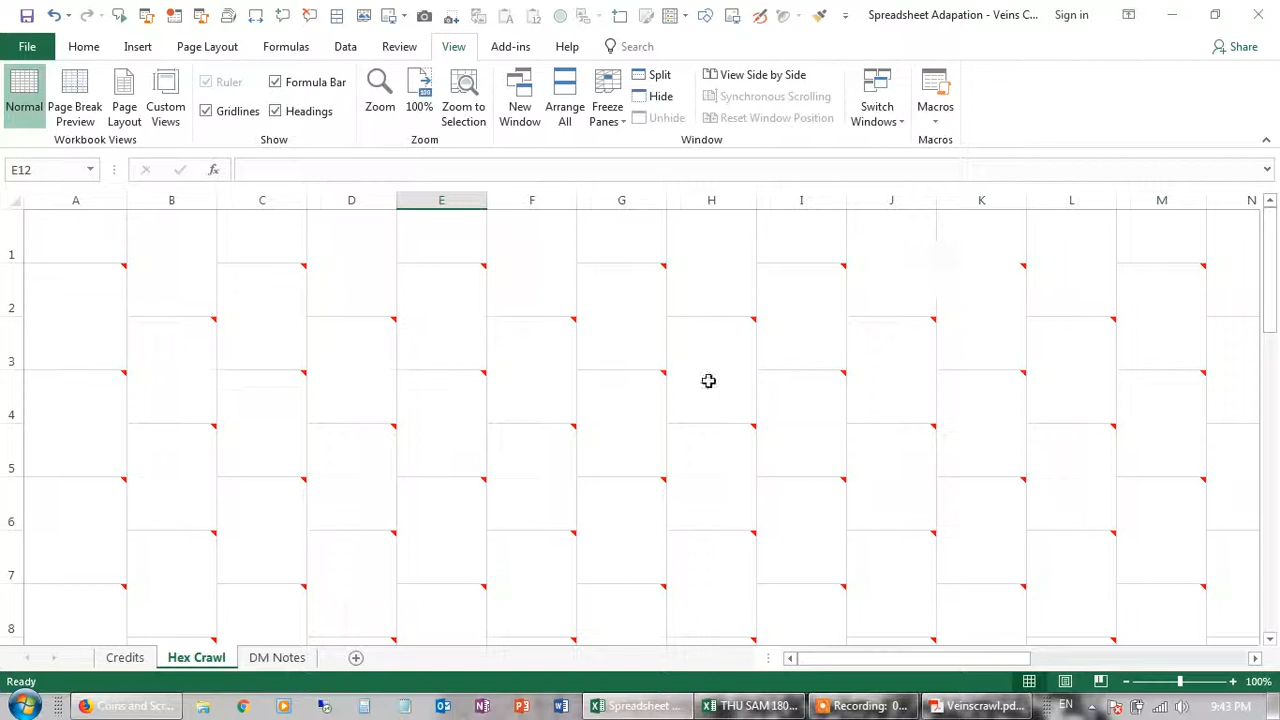 Spreadsheet Adapation - Veins C... Sign in
File Home Insert Page Layout Formulas Data Review View Add-ins Help Search Share
Normal Page Break Preview Page Layout Custom Views
Workbook Views
Ruler Formula Bar
Gridlines Headings
Show
Zoom 100% Zoom to Selection
Zoom
New Window Arrange All Freeze Panes
Split
Hide
Unhide
View Side by Side
Synchronous Scrolling
Reset Window Position
Window
Switch Windows
Macros
Macros
E12 fx
A B C D E F G H I J K L M N
1
2
3
4
5
6
7
8
Credits Hex Crawl DM Notes
Ready 100%
Coins and Scr... Spreadsheet ... THU SAM 180... Recording: 0... Veinscrawl.pd... EN 9:43 PM